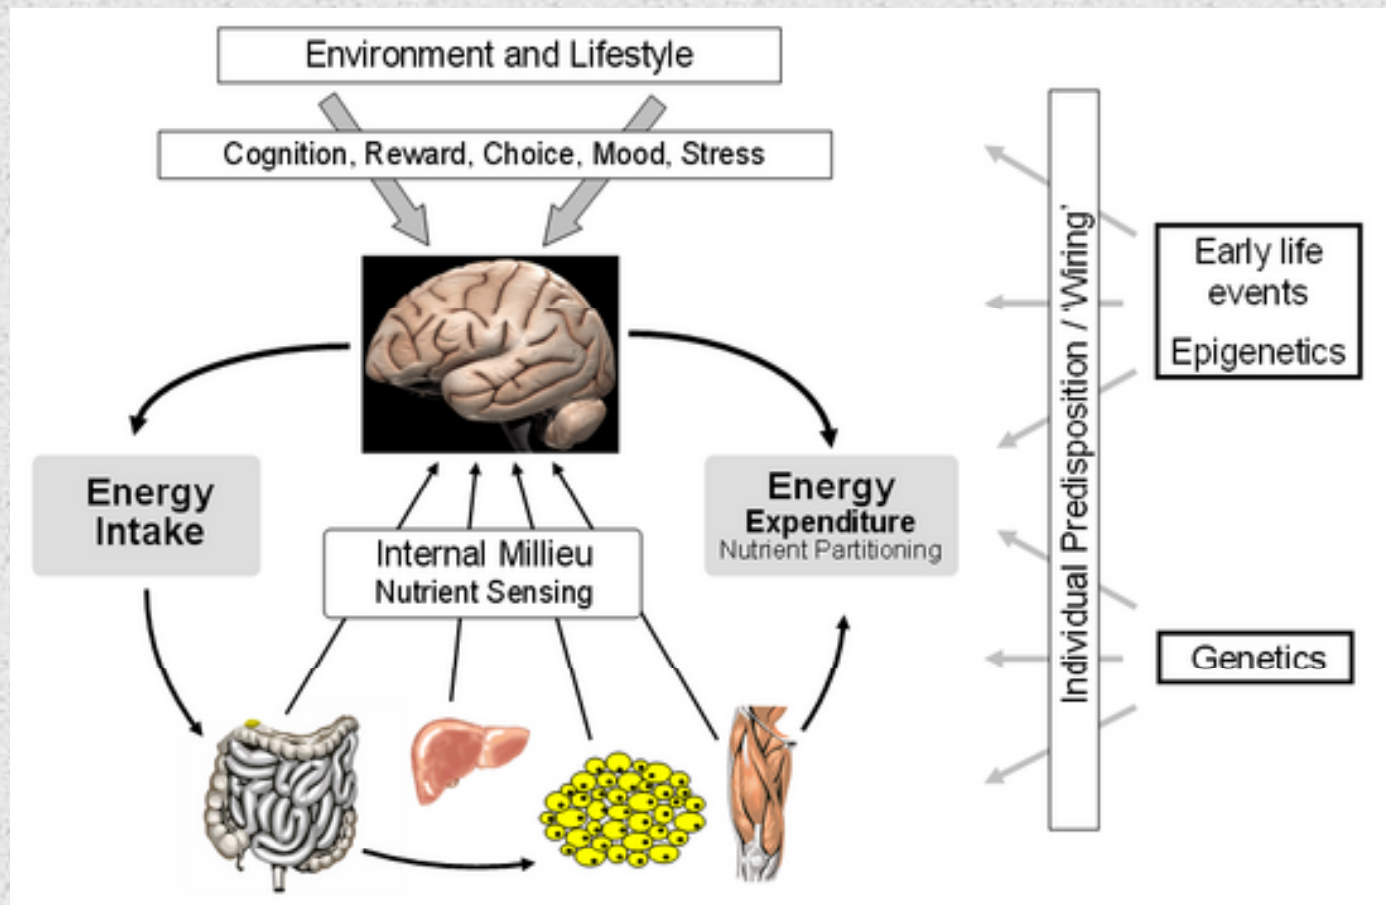 Environment and Lifestyle
Cognition, Reward, Choice, Mood, Stress
Energy
Intake
Internal Millieu
Nutrient Sensing
Energy
Expenditure
Nutrient Partitioning
Individual Predisposition / 'Wiring'
Early life
events
Epigenetics
Genetics